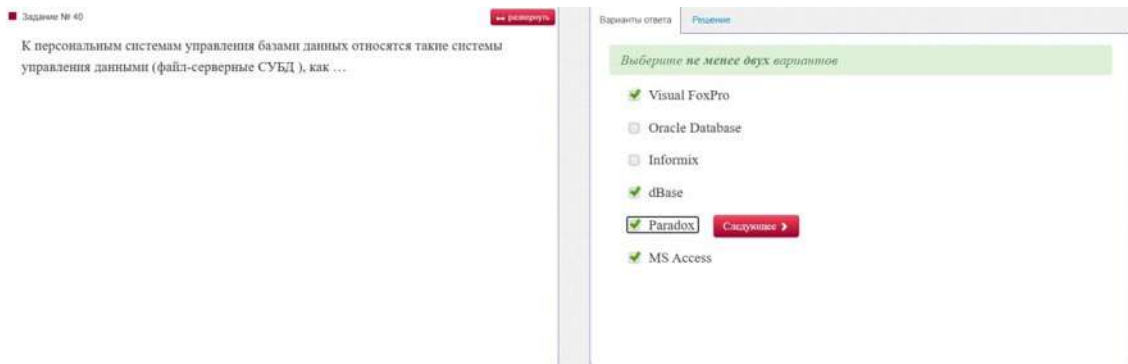 Задание № 40
развернуть
К персональным системам управления базами данных относятся такие системы
управления данными (файл-серверные СУБД ), как …
Варианты ответа
Решение
Выберите не менее двух вариантов
Visual FoxPro
Oracle Database
Informix
dBase
Paradox
Следующее
MS Access